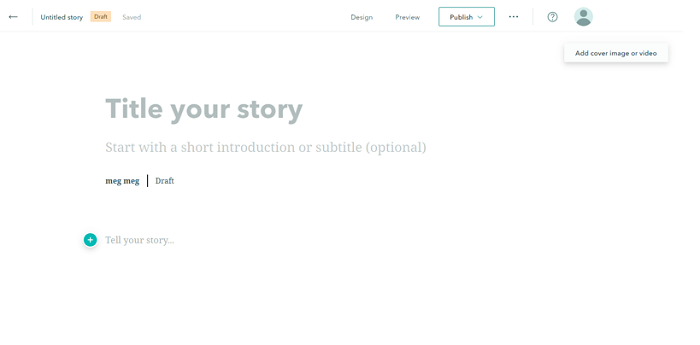 Untitled story Draft Saved Design Preview Publish
Add cover image or video
Title your story
Start with a short introduction or subtitle (optional)
meg meg Draft
Tell your story...